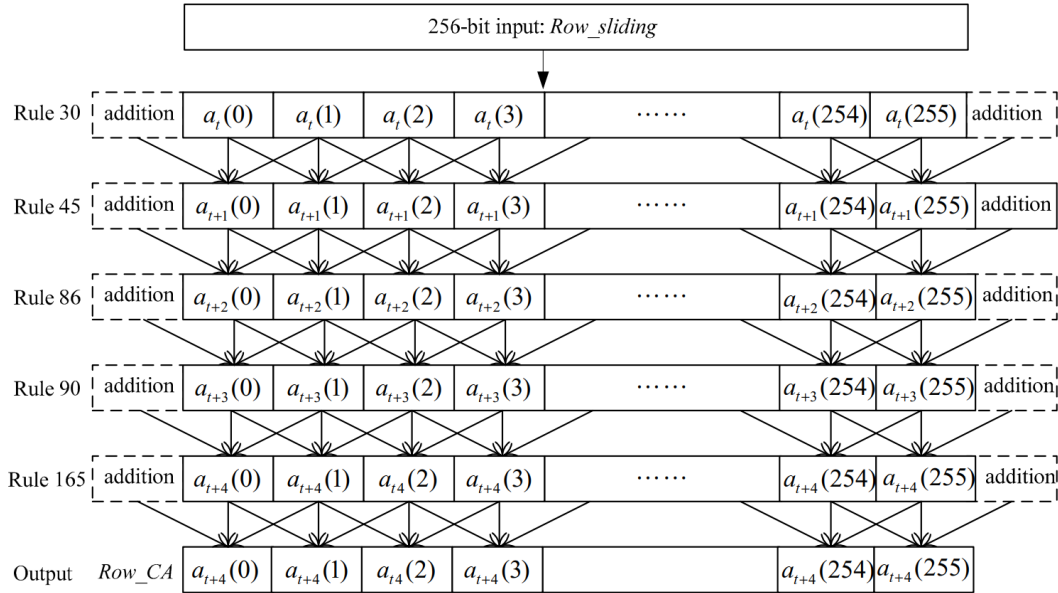 256-bit input: Row_sliding
Rule 30 addition a_t(0) a_t(1) a_t(2) a_t(3) …… a_t(254) a_t(255) addition
Rule 45 addition a_{t+1}(0) a_{t+1}(1) a_{t+1}(2) a_{t+1}(3) …… a_{t+1}(254) a_{t+1}(255) addition
Rule 86 addition a_{t+2}(0) a_{t+2}(1) a_{t+2}(2) a_{t+2}(3) …… a_{t+2}(254) a_{t+2}(255) addition
Rule 90 addition a_{t+3}(0) a_{t+3}(1) a_{t+3}(2) a_{t+3}(3) …… a_{t+3}(254) a_{t+3}(255) addition
Rule 165 addition a_{t+4}(0) a_{t+4}(1) a_{t4}(2) a_{t+4}(3) …… a_{t+4}(254) a_{t+4}(255) addition
Output Row_CA a_{t+4}(0) a_{t+4}(1) a_{t4}(2) a_{t+4}(3) a_{t+4}(254) a_{t+4}(255)